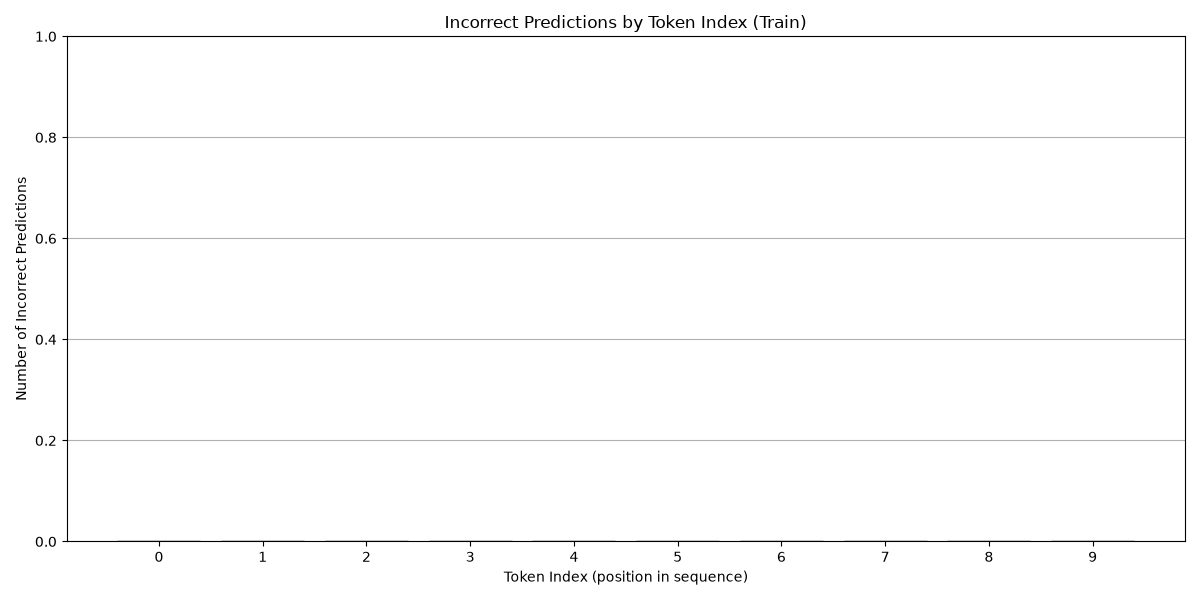 Incorrect Predictions by Token Index (Train)
1.0
0.8
0.6
0.4
0.2
0.0
Number of Incorrect Predictions
0 1 2 3 4 5 6 7 8 9
Token Index (position in sequence)